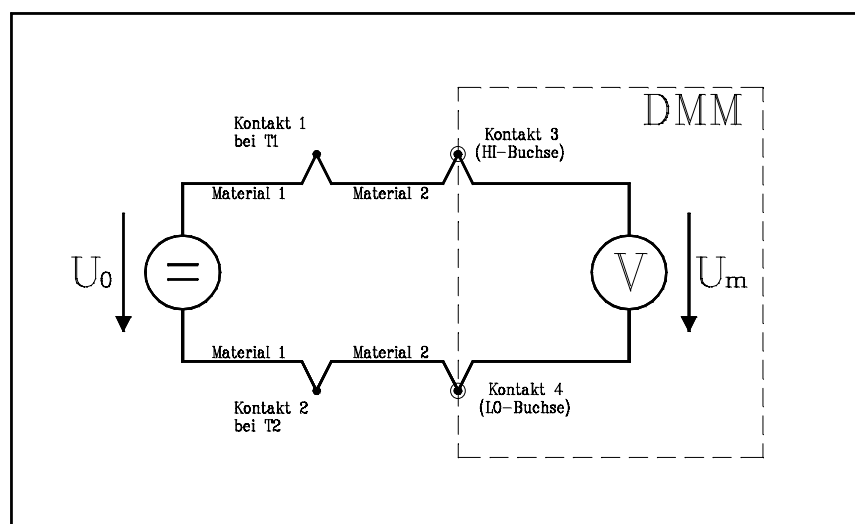 DMM
Kontakt 1
bei T1
Kontakt 3
(HI-Buchse)
Material 1
Material 2
U0
=
V
Um
Material 1
Material 2
Kontakt 2
bei T2
Kontakt 4
(LO-Buchse)